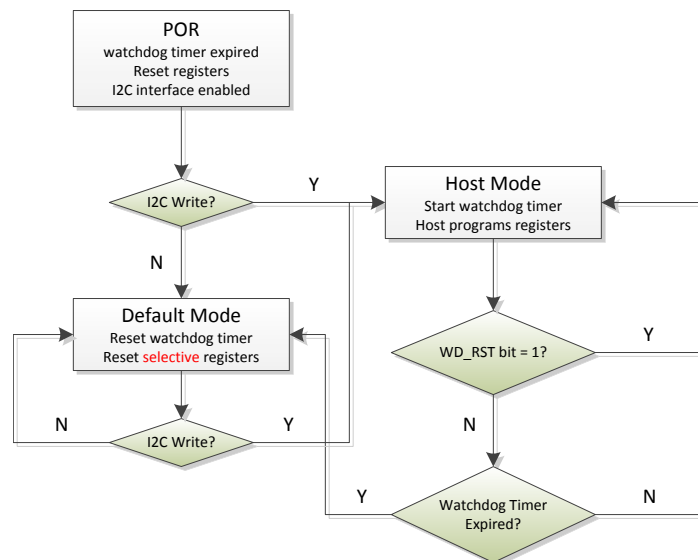 POR
watchdog timer expired
Reset registers
I2C interface enabled
I2C Write?
Y
N
Host Mode
Start watchdog timer
Host programs registers
Default Mode
Reset watchdog timer
Reset selective registers
WD_RST bit = 1?
Y
N
I2C Write?
N
Y
Watchdog Timer
Expired?
Y
N